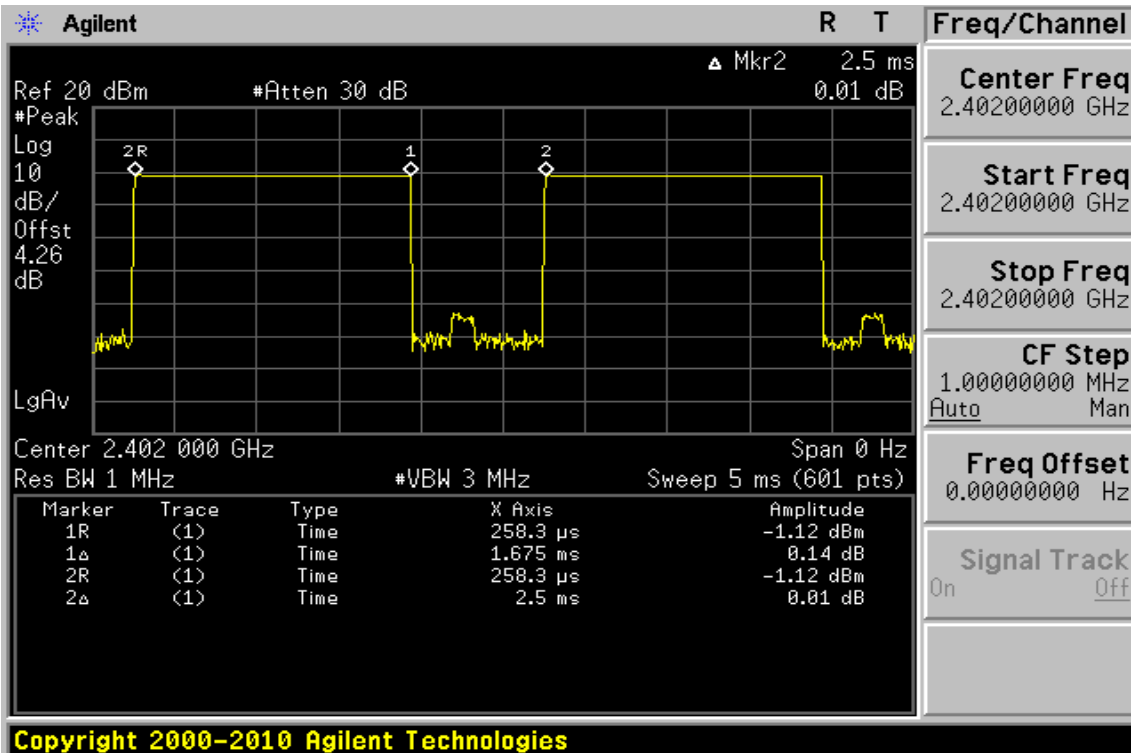 Agilent R T
Freq/Channel
Δ Mkr2 2.5 ms
Ref 20 dBm #Atten 30 dB 0.01 dB
#Peak
Log
10
dB/
Offst
4.26
dB
LgAv
2R 1 2
Center 2.402 000 GHz Span 0 Hz
Res BW 1 MHz #VBW 3 MHz Sweep 5 ms (601 pts)
Marker Trace Type X Axis Amplitude
1R (1) Time 258.3 µs -1.12 dBm
1Δ (1) Time 1.675 ms 0.14 dB
2R (1) Time 258.3 µs -1.12 dBm
2Δ (1) Time 2.5 ms 0.01 dB
Center Freq
2.40200000 GHz
Start Freq
2.40200000 GHz
Stop Freq
2.40200000 GHz
CF Step
1.00000000 MHz
Auto Man
Freq Offset
0.00000000 Hz
Signal Track
On Off
Copyright 2000-2010 Agilent Technologies